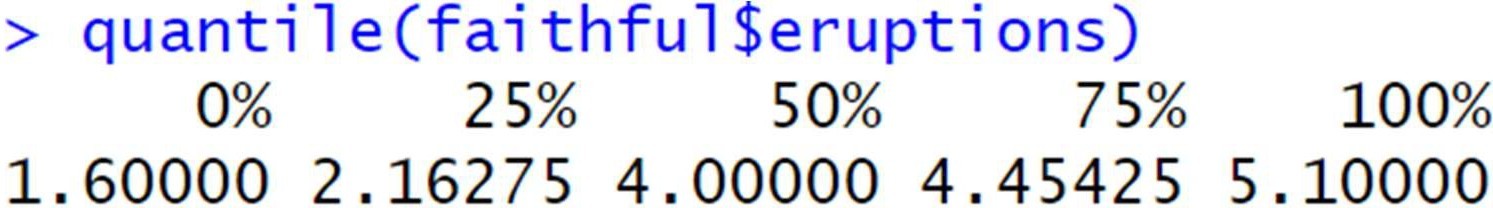 > quantile(faithful$eruptions)
0% 25% 50% 75% 100%
1.60000 2.16275 4.00000 4.45425 5.10000